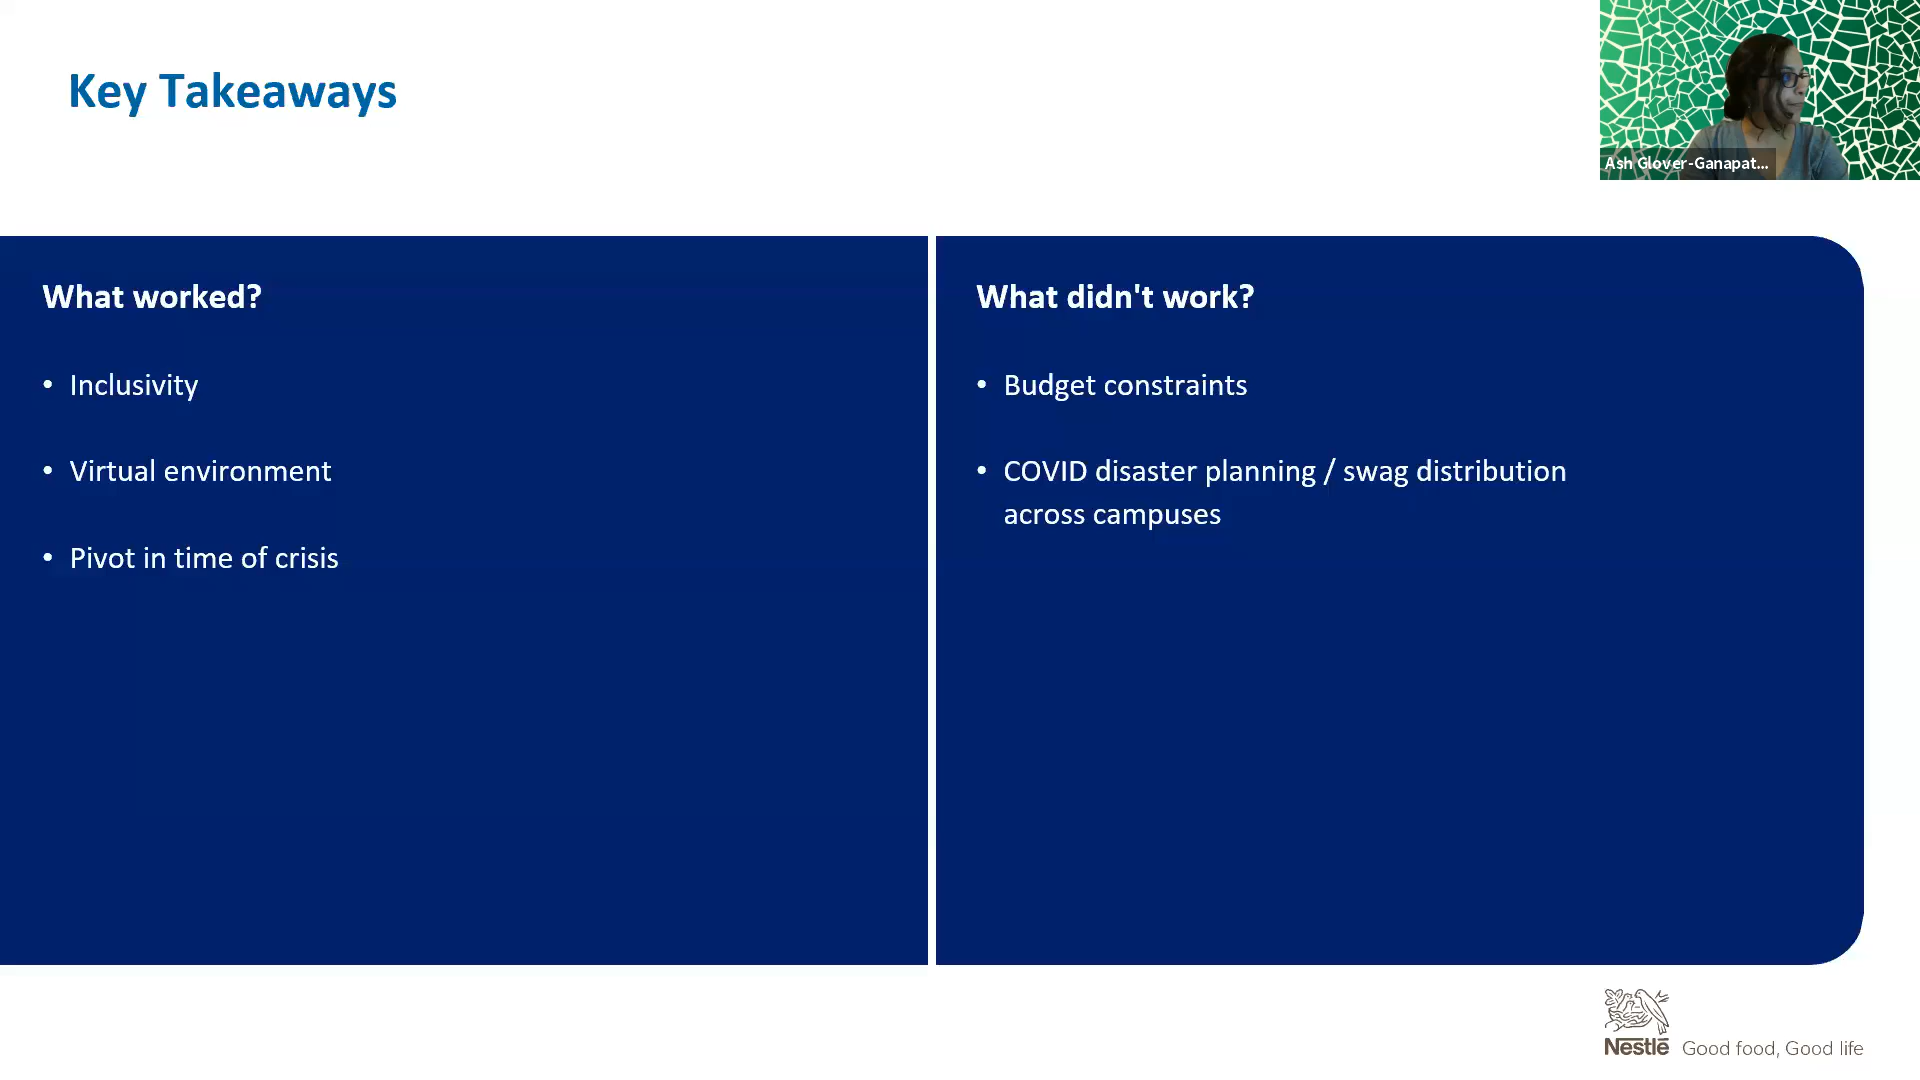 Key Takeaways
Ash Glover-Ganapat...
What worked?
• Inclusivity
• Virtual environment
• Pivot in time of crisis
What didn't work?
• Budget constraints
• COVID disaster planning / swag distribution
across campuses
Nestlé Good food, Good life